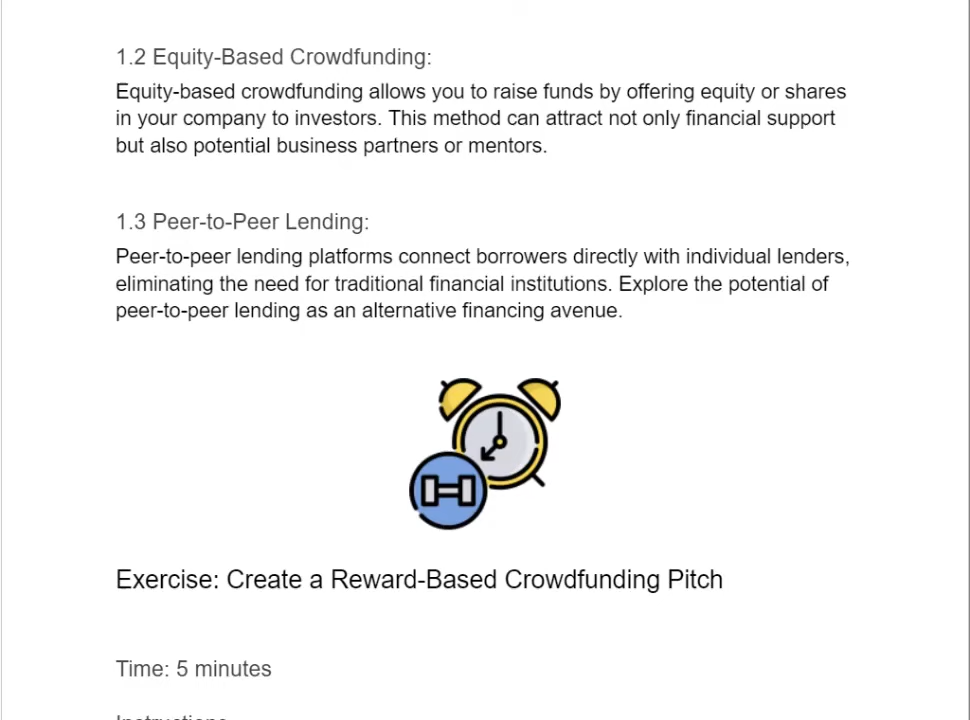 1.2 Equity-Based Crowdfunding:
Equity-based crowdfunding allows you to raise funds by offering equity or shares
in your company to investors. This method can attract not only financial support
but also potential business partners or mentors.
1.3 Peer-to-Peer Lending:
Peer-to-peer lending platforms connect borrowers directly with individual lenders,
eliminating the need for traditional financial institutions. Explore the potential of
peer-to-peer lending as an alternative financing avenue.
Exercise: Create a Reward-Based Crowdfunding Pitch
Time: 5 minutes
Instructions